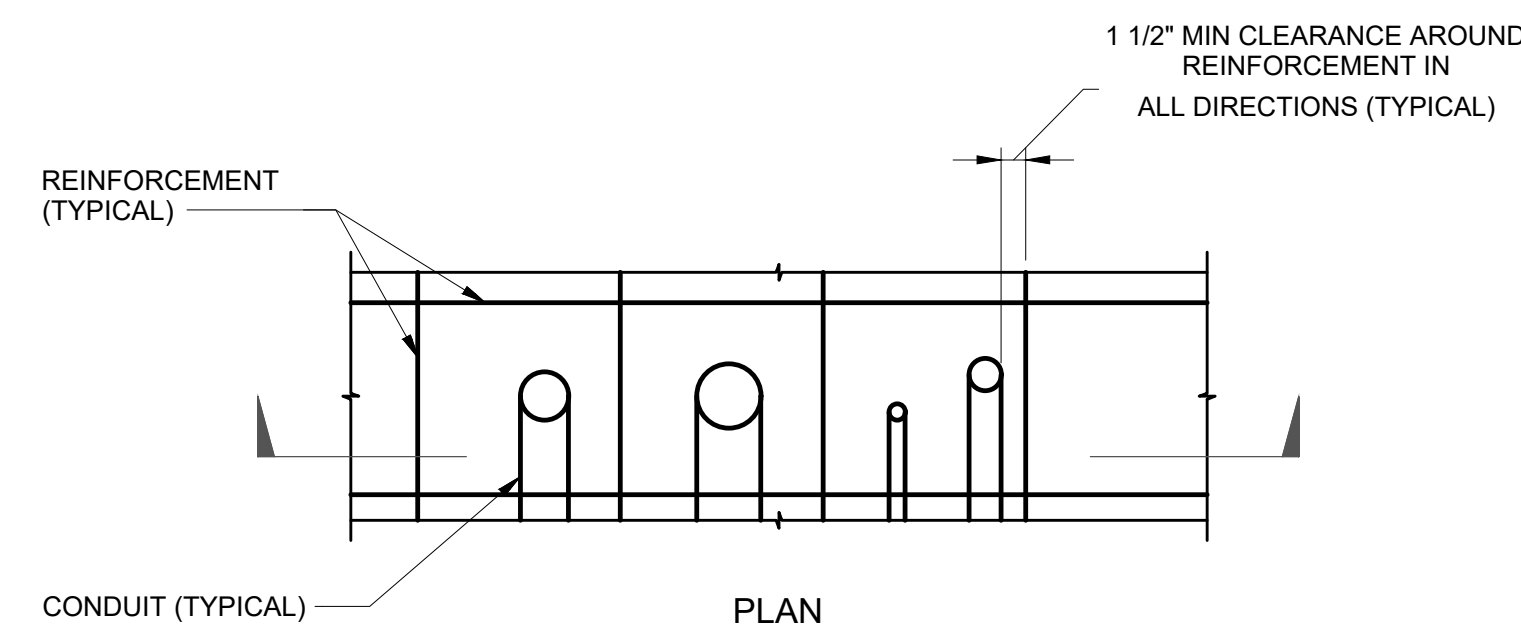 1 1/2" MIN CLEARANCE AROUND
REINFORCEMENT IN
ALL DIRECTIONS (TYPICAL)
REINFORCEMENT
(TYPICAL)
CONDUIT (TYPICAL)
PLAN